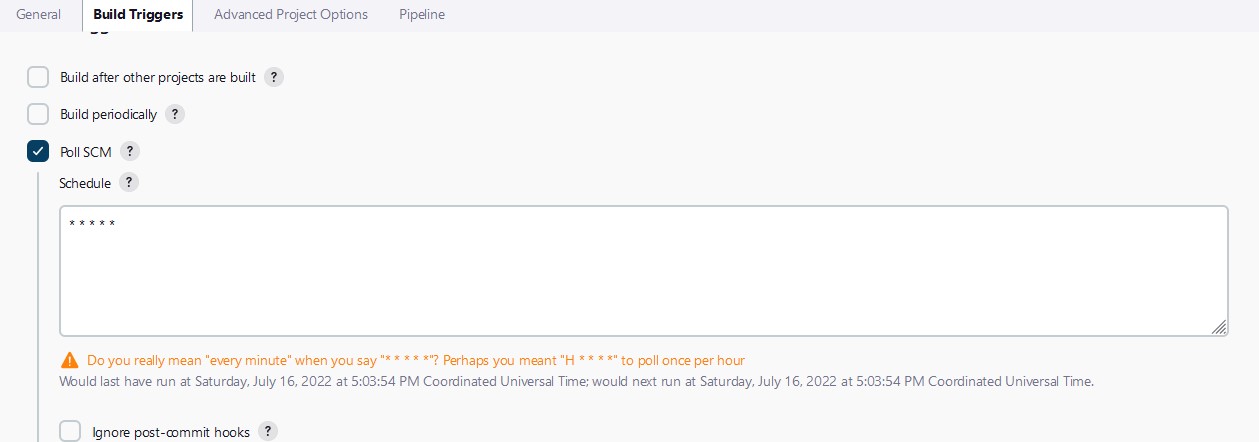 General Build Triggers Advanced Project Options Pipeline
Build after other projects are built ?
Build periodically ?
Poll SCM ?
Schedule ?
* * * * *
Do you really mean "every minute" when you say "* * * * *"? Perhaps you meant "H * * * *" to poll once per hour
Would last have run at Saturday, July 16, 2022 at 5:03:54 PM Coordinated Universal Time; would next run at Saturday, July 16, 2022 at 5:03:54 PM Coordinated Universal Time.
Ignore post-commit hooks ?